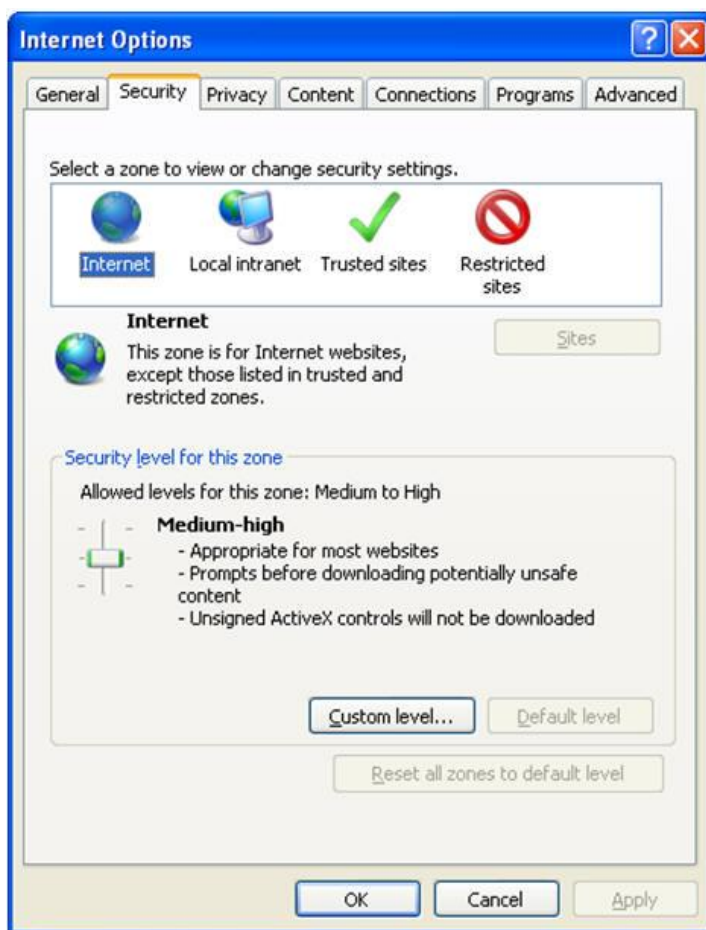 Internet Options
General Security Privacy Content Connections Programs Advanced
Select a zone to view or change security settings.
Internet Local intranet Trusted sites Restricted
sites
Internet
Sites
This zone is for Internet websites,
except those listed in trusted and
restricted zones.
Security level for this zone
Allowed levels for this zone: Medium to High
Medium-high
- Appropriate for most websites
- Prompts before downloading potentially unsafe
content
- Unsigned ActiveX controls will not be downloaded
Custom level... Default level
Reset all zones to default level
OK Cancel Apply